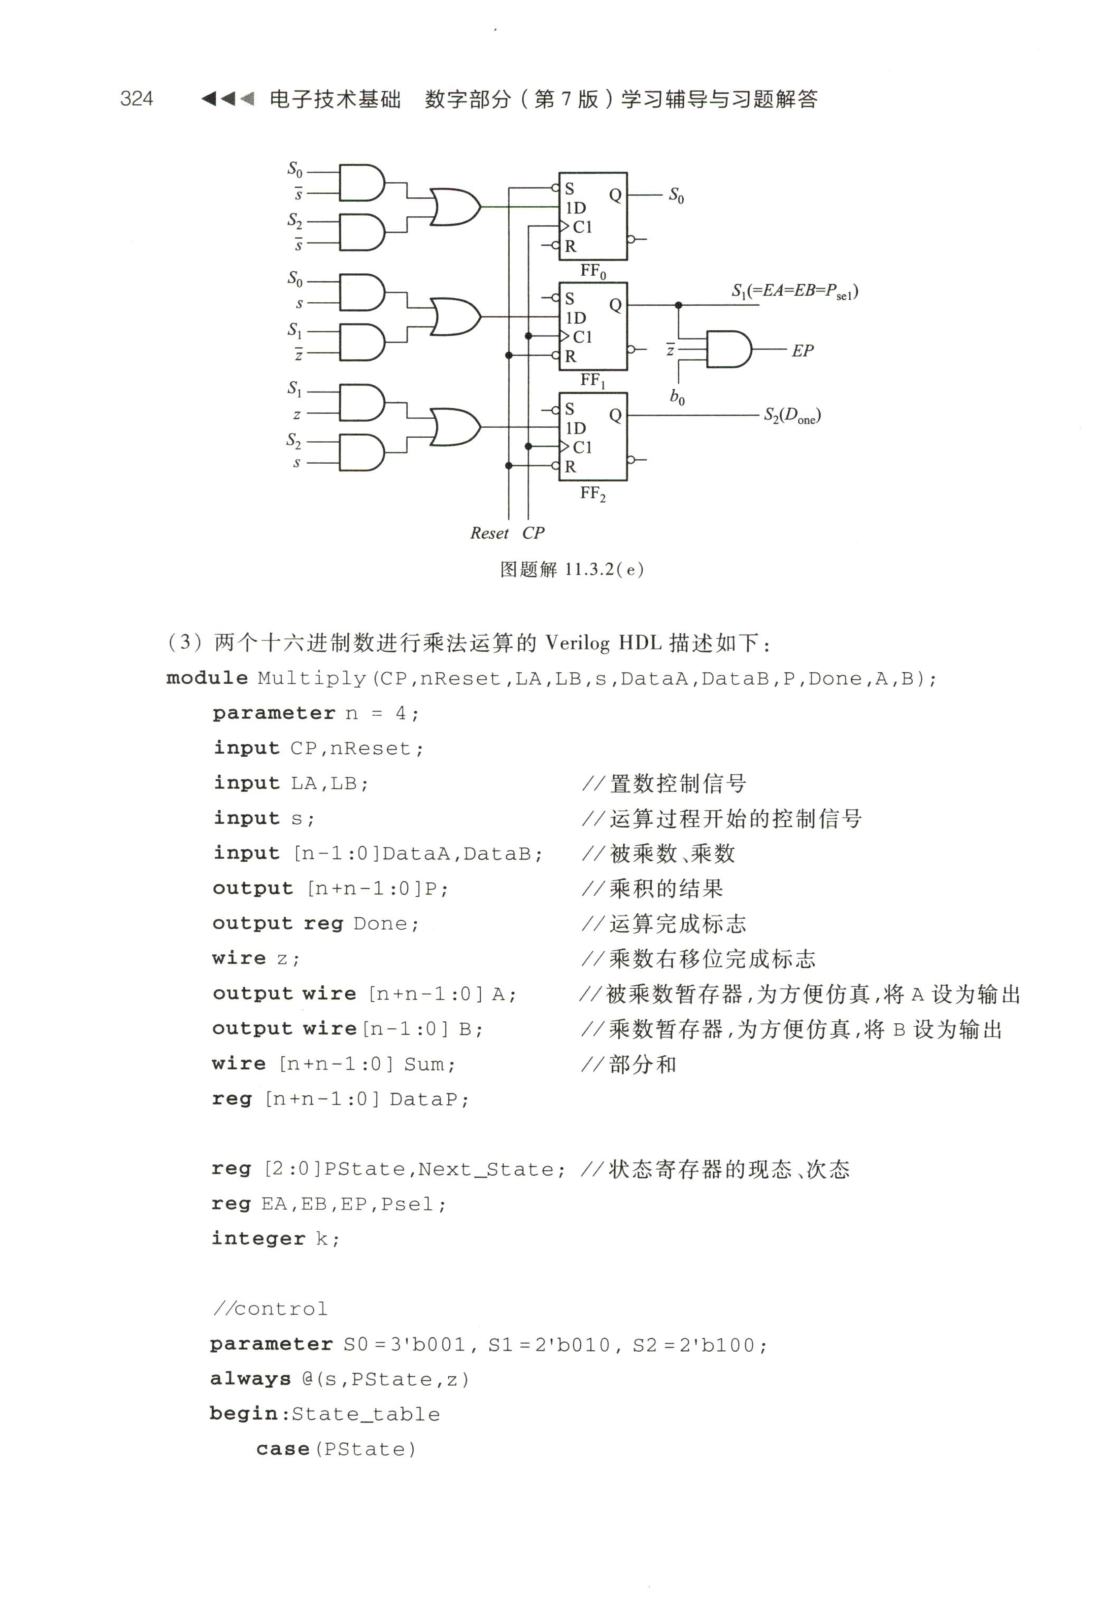 324 ◀◀◀ 电子技术基础 数字部分(第7版)学习辅导与习题解答
S0
s̅
S2
s̅
S 1D C1 R Q
FF0
S0
S0
s
S1
z̅
S 1D C1 R Q
FF1
S1(=EA=EB=Psel)
z̅
b0
EP
S1
z
S2
s
S 1D C1 R Q
FF2
S2(Done)
Reset CP
图题解 11.3.2(e)
(3) 两个十六进制数进行乘法运算的 Verilog HDL 描述如下:
module Multiply(CP,nReset,LA,LB,s,DataA,DataB,P,Done,A,B);
parameter n = 4;
input CP,nReset;
input LA,LB; //置数控制信号
input s; //运算过程开始的控制信号
input [n-1:0]DataA,DataB; //被乘数、乘数
output [n+n-1:0]P; //乘积的结果
output reg Done; //运算完成标志
wire z; //乘数右移位完成标志
output wire [n+n-1:0] A; //被乘数暂存器,为方便仿真,将 A 设为输出
output wire[n-1:0] B; //乘数暂存器,为方便仿真,将 B 设为输出
wire [n+n-1:0] Sum; //部分和
reg [n+n-1:0] DataP;
reg [2:0]PState,Next_State; //状态寄存器的现态、次态
reg EA,EB,EP,Psel;
integer k;
//control
parameter S0=3'b001, S1=2'b010, S2=2'b100;
always @(s,PState,z)
begin:State_table
case(PState)